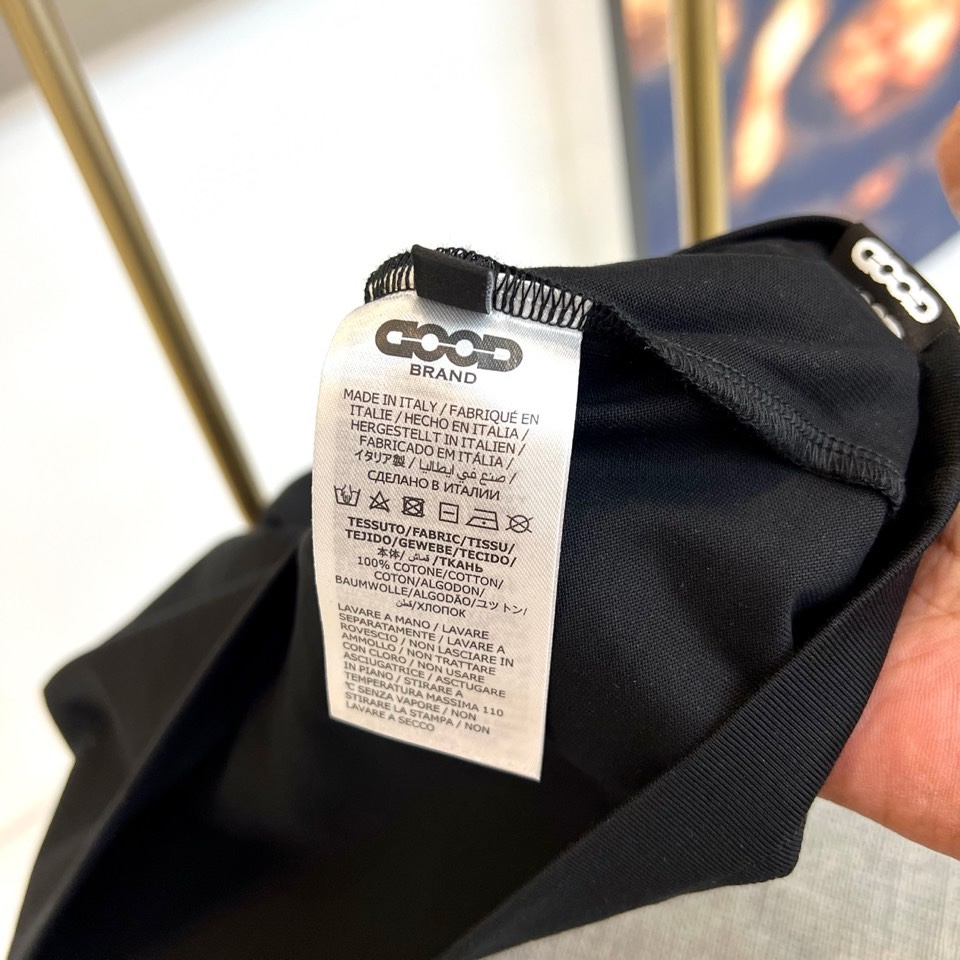 GOOD
BRAND
MADE IN ITALY / FABRIQUÉ EN
ITALIE / HECHO EN ITALIA /
HERGESTELLT IN ITALIEN /
FABRICADO EM ITÁLIA /
イタリア製 / صنع في ايطاليا /
СДЕЛАНО В ИТАЛИИ
TESSUTO/FABRIC/TISSU/
TEJIDO/GEWEBE/TECIDO/
本体/ قماش /ТКАНЬ
100% COTONE/COTTON/
COTON/ALGODON/
BAUMWOLLE/ALGODÃO/ユットン/
قطن/ХЛОПОК
LAVARE A MANO / LAVARE
SEPARATAMENTE / LAVARE A
ROVESCIO / NON LASCIARE IN
AMMOLLO / NON TRATTARE
CON CLORO / NON USARE
ASCIUGATRICE / ASCTUGARE
IN PIANO / STIRARE A
TEMPERATURA MASSIMA 110
°C SENZA VAPORE / NON
STIRARE LA STAMPA / NON
LAVARE A SECCO
GOOD